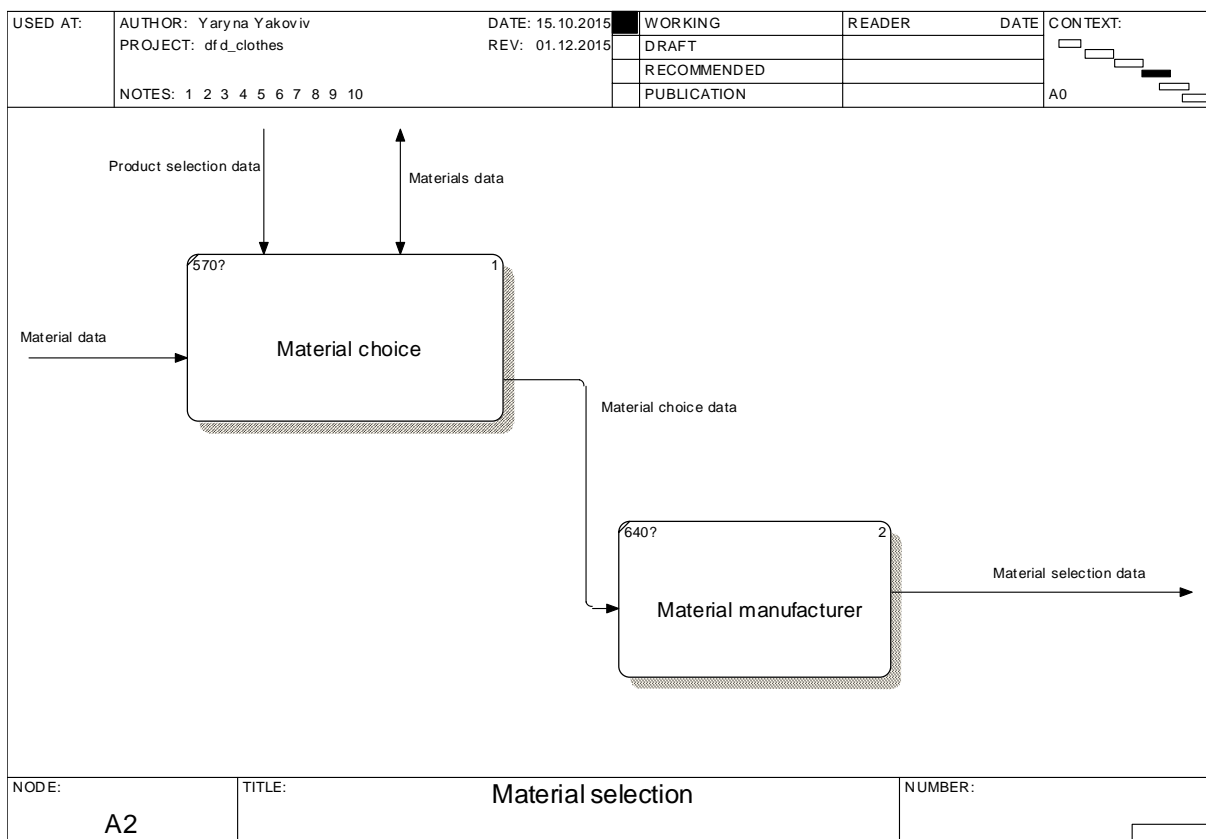 USED AT:
AUTHOR: Yaryna Yakoviv
DATE: 15.10.2015
PROJECT: dfd_clothes
REV: 01.12.2015
NOTES: 1 2 3 4 5 6 7 8 9 10
WORKING
DRAFT
RECOMMENDED
PUBLICATION
READER
DATE
CONTEXT:
A0
Product selection data
Materials data
570?
1
Material data
Material choice
Material choice data
640?
2
Material selection data
Material manufacturer
NODE:
A2
TITLE:
Material selection
NUMBER: